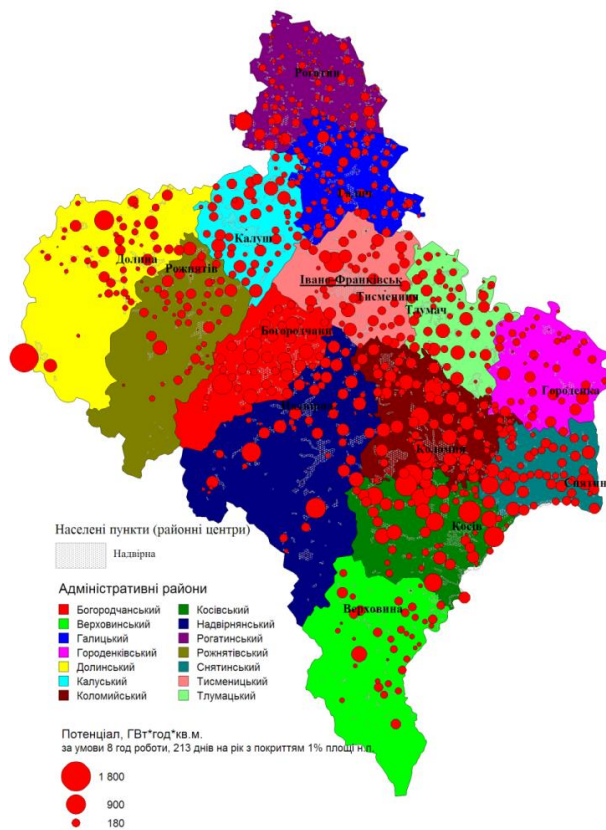 Рогатин
Калуш
Долина
Рожнятів
Івано-Франківськ
Тисмениця
Тлумач
Богородчани
Городенка
Коломия
Снятин
Косів
Верховина
Населені пункти (районні центри)
Надвірна
Адміністративні райони
Богородчанський
Верховинський
Галицький
Городенківський
Долинський
Калуський
Коломийський
Косівський
Надвірнянський
Рогатинський
Рожнятівський
Снятинський
Тисменицький
Тлумацький
Потенціал, ГВт*год*кв.м.
за умови 8 год роботи, 213 днів на рік з покриттям 1% площі н.п.
1 800
900
180